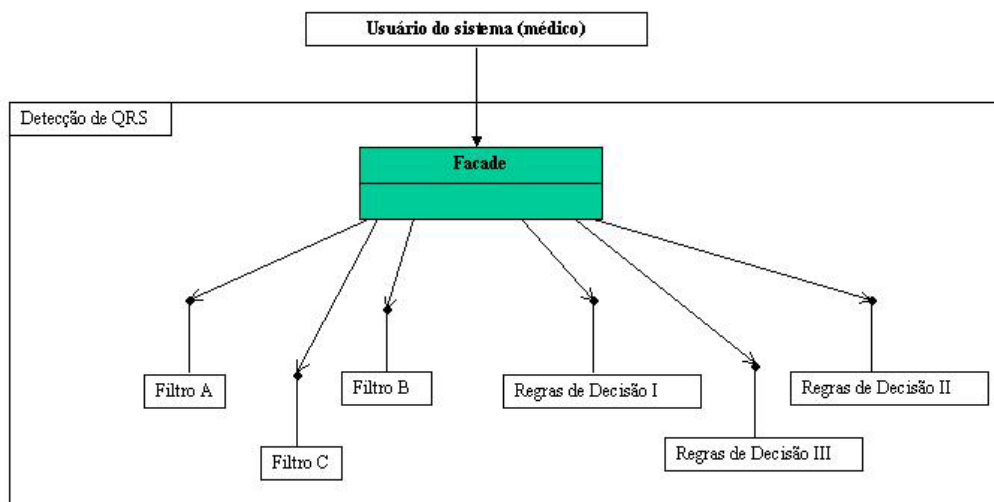 Usuário do sistema (médico)
Detecção de QRS
Facade
Filtro A
Filtro B
Regras de Decisão I
Regras de Decisão II
Filtro C
Regras de Decisão III